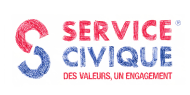 SERVICE®
CIVIQUE
DES VALEURS, UN ENGAGEMENT